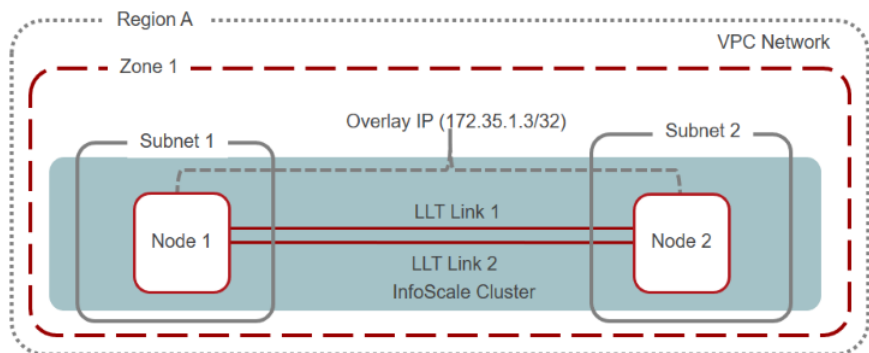 Region A
VPC Network
Zone 1
Overlay IP (172.35.1.3/32)
Subnet 1
Subnet 2
LLT Link 1
Node 1
Node 2
LLT Link 2
InfoScale Cluster